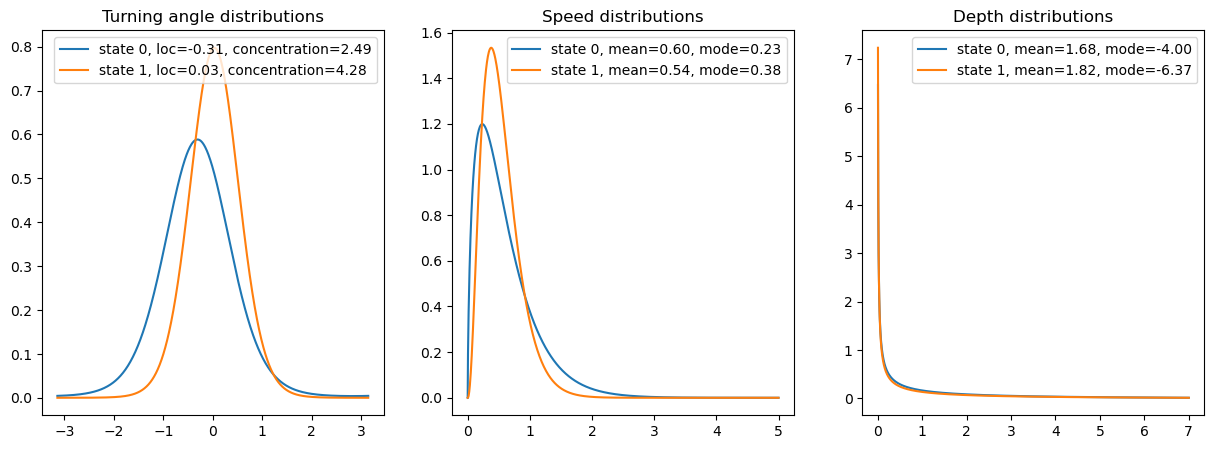 Turning angle distributions
state 0, loc=-0.31, concentration=2.49
state 1, loc=0.03, concentration=4.28
0.8
0.7
0.6
0.5
0.4
0.3
0.2
0.1
0.0
−3 −2 −1 0 1 2 3
Speed distributions
state 0, mean=0.60, mode=0.23
state 1, mean=0.54, mode=0.38
1.6
1.4
1.2
1.0
0.8
0.6
0.4
0.2
0.0
0 1 2 3 4 5
Depth distributions
state 0, mean=1.68, mode=-4.00
state 1, mean=1.82, mode=-6.37
7
6
5
4
3
2
1
0
0 1 2 3 4 5 6 7